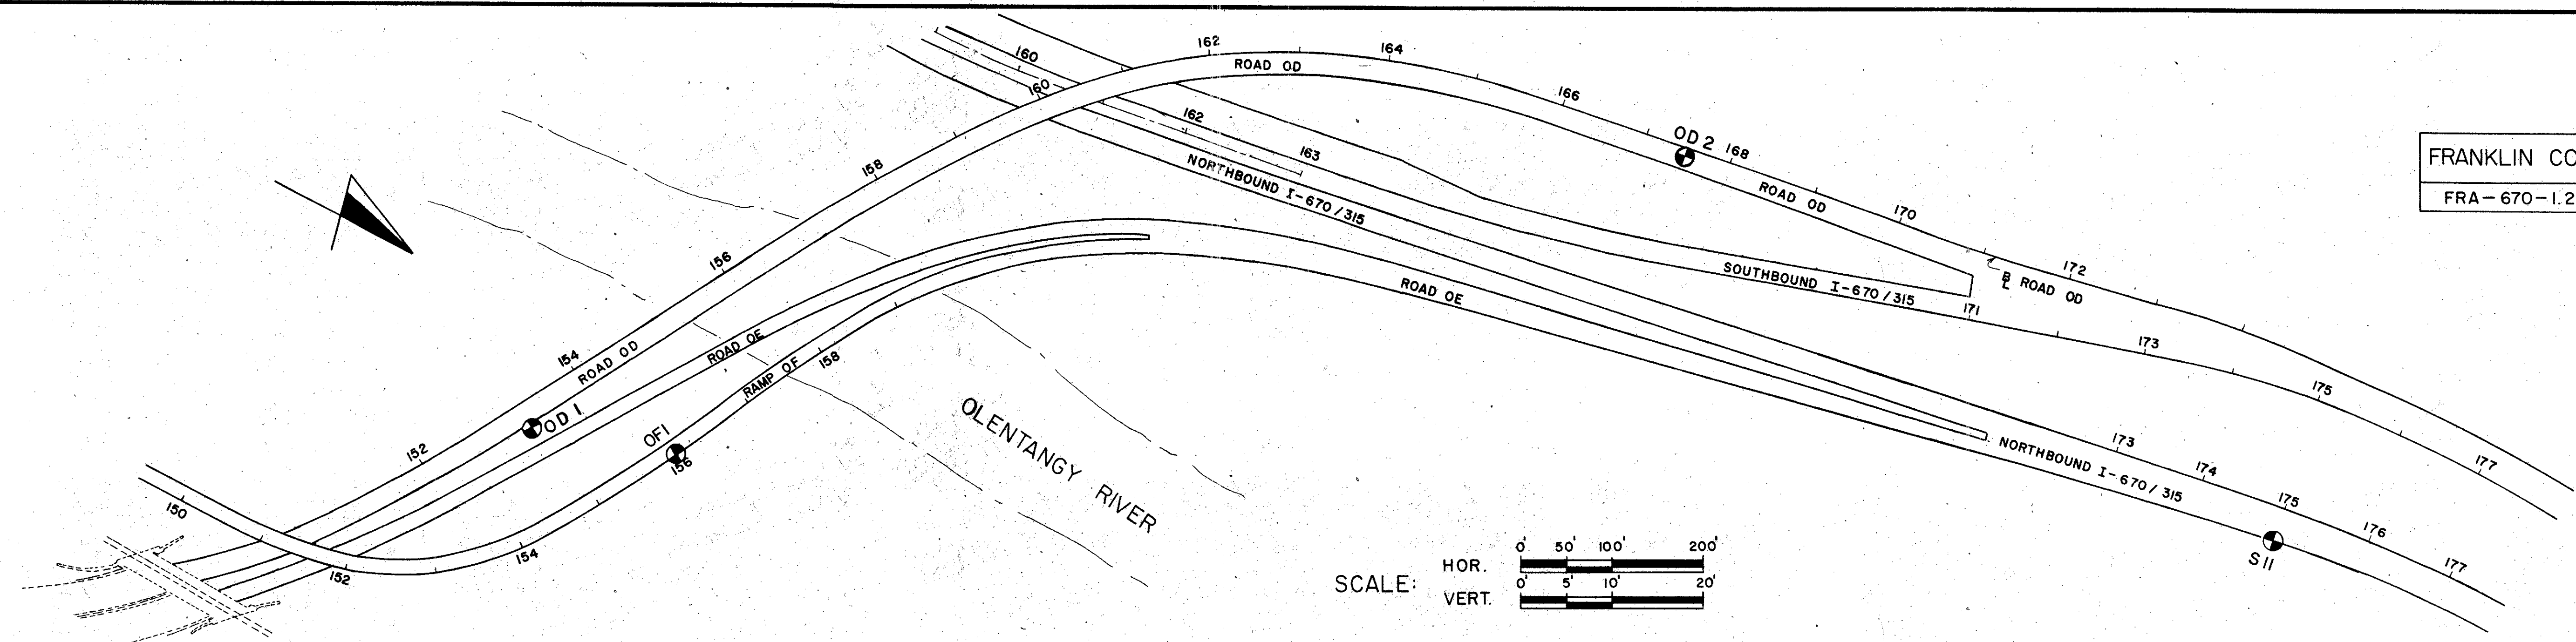 162
164
160
ROAD OD
160
166
162
OD 2
168
158
163
FRANKLIN CO
NORTHBOUND I-670/315
ROAD OD
FRA-670-1.2
170
156
172
SOUTHBOUND I-670/315
B
L
ROAD OD
ROAD OE
171
154
ROAD OD
ROAD OE
158
173
RAMP OF
175
OD 1
OLENTANGY RIVER
OF1
156
152
173
NORTHBOUND I-670/315
174
177
175
150
154
152
176
177
S 11
SCALE:
HOR.
0' 50' 100' 200'
VERT.
0' 5' 10' 20'